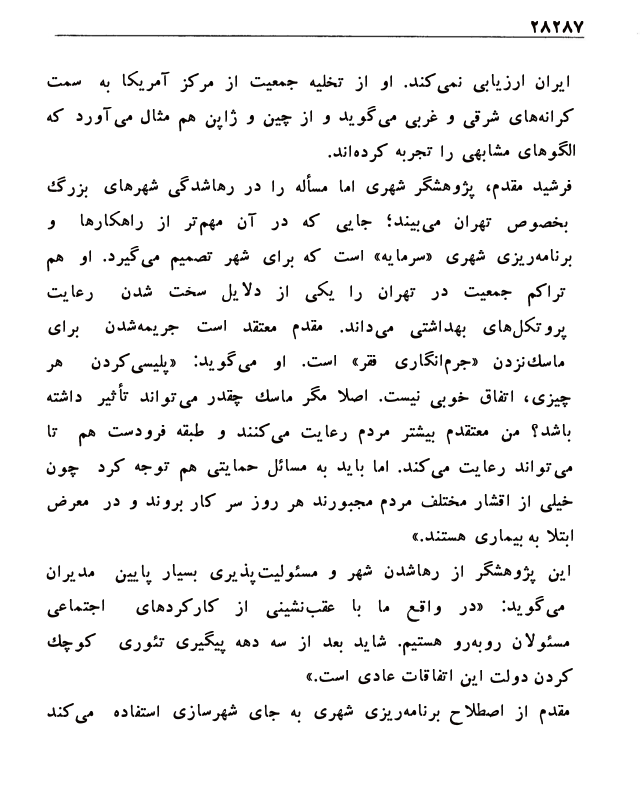 ۲۸۲۸۷
ایران ارزیابی نمی‌کند. او از تخلیه جمعیت از مرکز آمریکا به سمت
کرانه‌های شرقی و غربی می‌گوید و از چین و ژاپن هم مثال می‌آورد که
الگوهای مشابهی را تجربه کرده‌اند.
فرشید مقدم، پژوهشگر شهری اما مسأله را در رهاشدگی شهرهای بزرگ
بخصوص تهران می‌بیند؛ جایی که در آن مهم‌تر از راهکارها و
برنامه‌ریزی شهری «سرمایه» است که برای شهر تصمیم می‌گیرد. او هم
تراکم جمعیت در تهران را یکی از دلایل سخت شدن رعایت
پروتکل‌های بهداشتی می‌داند. مقدم معتقد است جریمه‌شدن برای
ماسك‌نزدن «جرم‌انگاری فقر» است. او می‌گوید: «پلیسی‌کردن هر
چیزی، اتفاق خوبی نیست. اصلا مگر ماسك چقدر می‌تواند تأثیر داشته
باشد؟ من معتقدم بیشتر مردم رعایت می‌کنند و طبقه فرودست هم تا
می‌تواند رعایت می‌کند. اما باید به مسائل حمایتی هم توجه کرد چون
خیلی از اقشار مختلف مردم مجبورند هر روز سر کار بروند و در معرض
ابتلا به بیماری هستند.»
این پژوهشگر از رهاشدن شهر و مسئولیت‌پذیری بسیار پایین مدیران
می‌گوید: «در واقع ما با عقب‌نشینی از کارکردهای اجتماعی
مسئولان روبه‌رو هستیم. شاید بعد از سه دهه پیگیری تئوری کوچك
کردن دولت این اتفاقات عادی است.»
مقدم از اصطلاح برنامه‌ریزی شهری به جای شهرسازی استفاده می‌کند